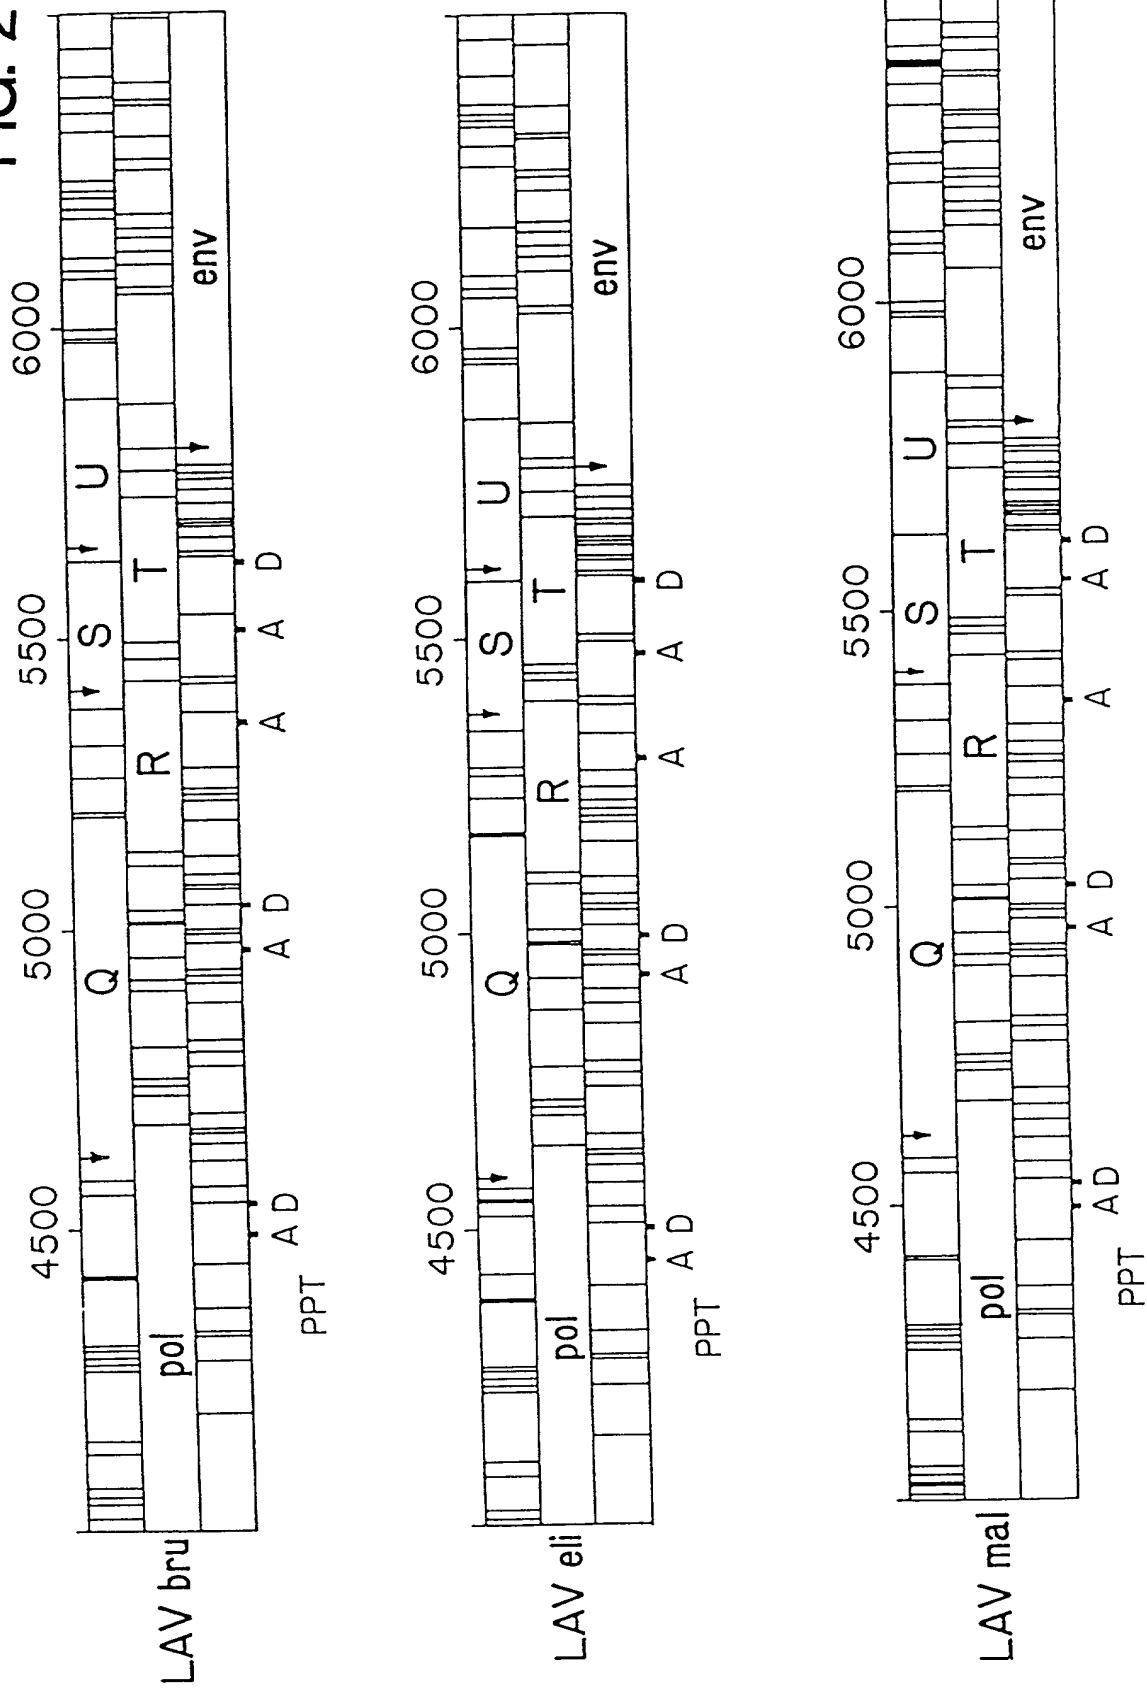 FIG. 2
4500 5000 5500 6000
Q S U
pol R T
env
A D A D A A D
PPT
LAV bru
4500 5000 5500 6000
Q S U
pol R T
env
A D A D A A D
PPT
LAV eli
4500 5000 5500 6000
Q S U
pol R T
env
A D A D A A D
PPT
LAV mal